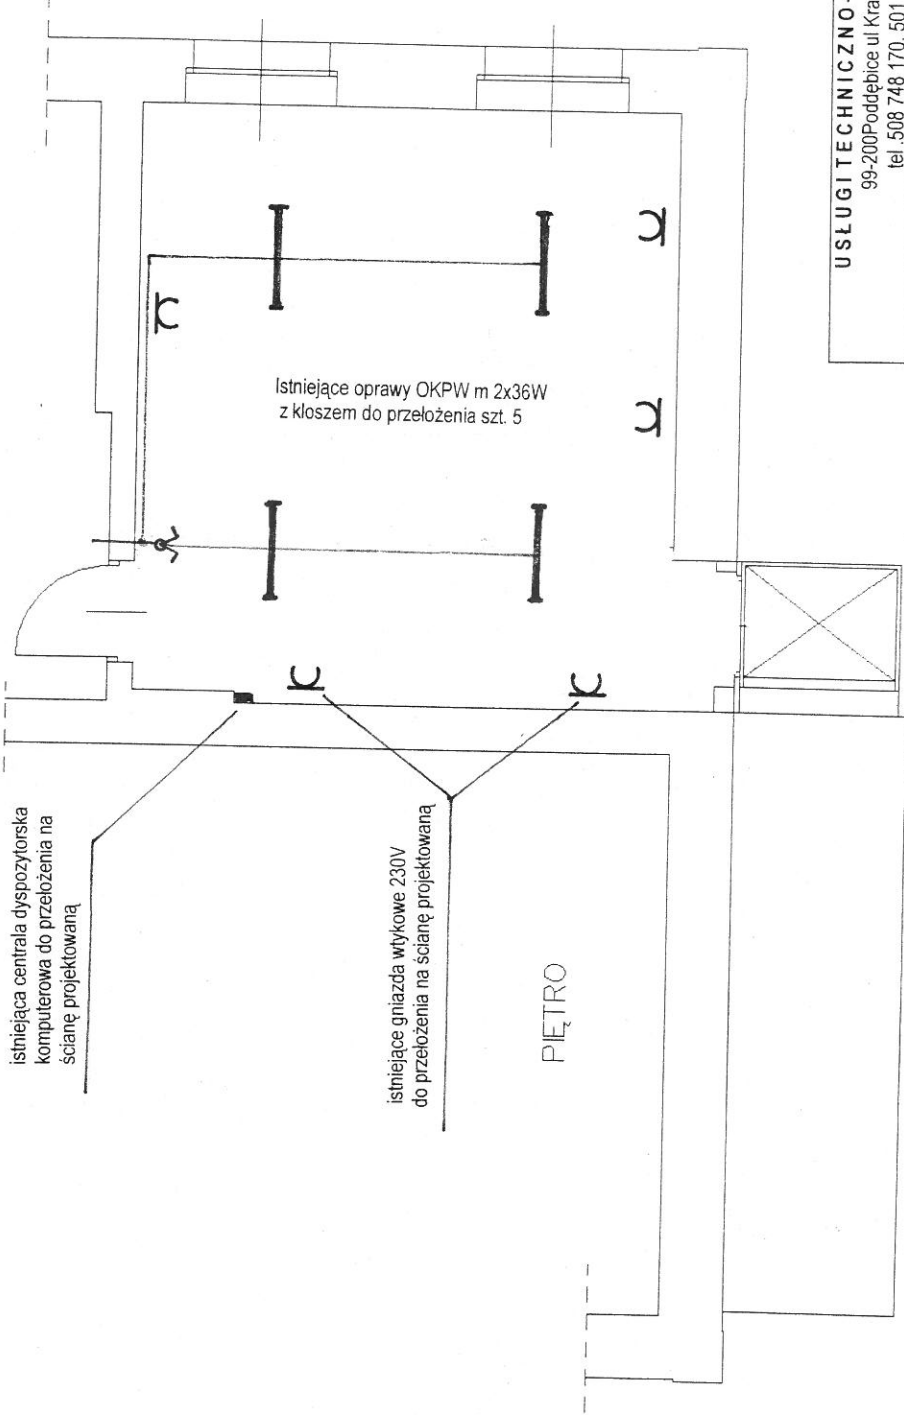 USŁUGI TECHNICZNO-
99-200 Poddębice ul Kra
tel .508 748 170, 501
Istniejące oprawy OKPW m 2x36W
z kloszem do przełożenia szt. 5
istniejąca centrala dyspozytorska
komputerowa do przełożenia na
ścianę projektowaną
istniejące gniazda wtykowe 230V
do przełożenia na ścianę projektowaną
PIĘTRO